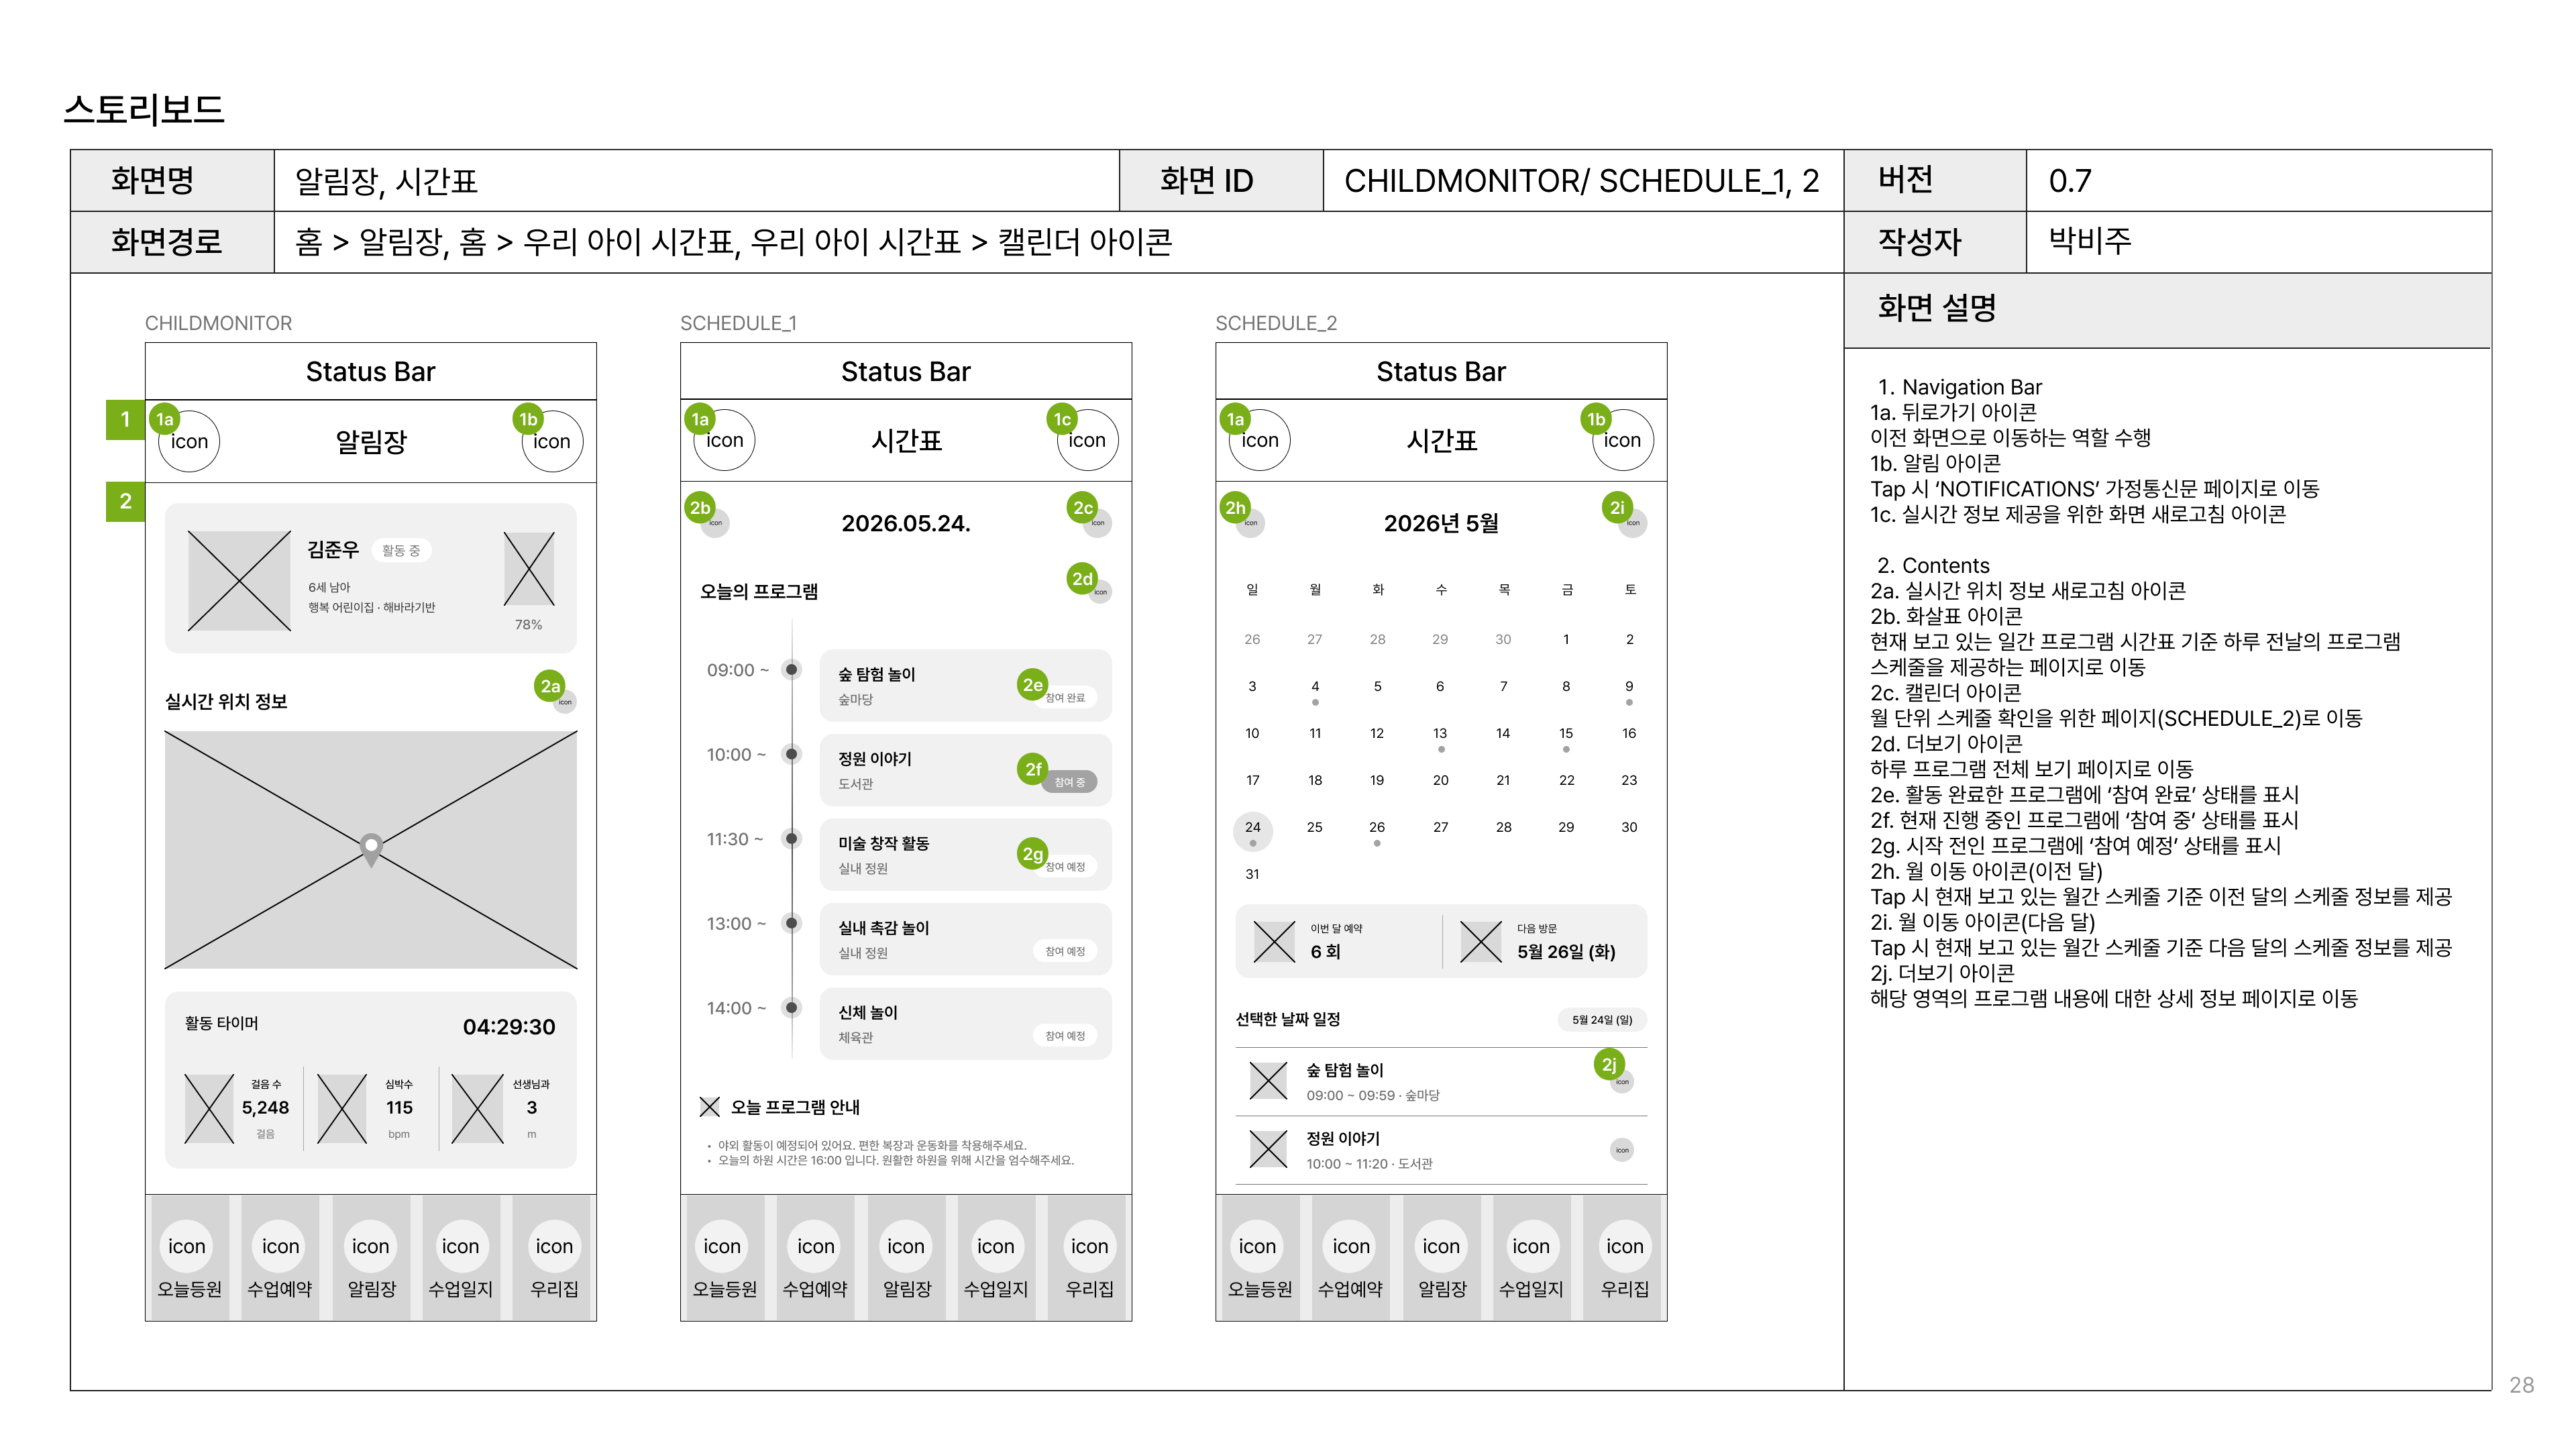 스토리보드
화면명
알림장, 시간표
화면 ID
CHILDMONITOR/ SCHEDULE_1, 2
버전
0.7
화면경로
홈 > 알림장, 홈 > 우리 아이 시간표, 우리 아이 시간표 > 캘린더 아이콘
작성자
박비주
CHILDMONITOR
Status Bar
1
1a
icon
알림장
1b
icon
2
김준우
활동 중
6세 남아
행복 어린이집 · 해바라기반
78%
실시간 위치 정보
2a
icon
활동 타이머
04:29:30
걸음 수
5,248
걸음
심박수
115
bpm
선생님과
3
m
icon
icon
icon
icon
icon
오늘등원
수업예약
알림장
수업일지
우리집
SCHEDULE_1
Status Bar
1a
icon
시간표
1c
icon
2b
icon
2026.05.24.
2c
icon
오늘의 프로그램
2d
icon
09:00 ~
숲 탐험 놀이
숲마당
2e
참여 완료
10:00 ~
정원 이야기
도서관
2f
참여 중
11:30 ~
미술 창작 활동
실내 정원
2g
참여 예정
13:00 ~
실내 촉감 놀이
실내 정원
참여 예정
14:00 ~
신체 놀이
체육관
참여 예정
오늘 프로그램 안내
• 야외 활동이 예정되어 있어요. 편한 복장과 운동화를 착용해주세요.
• 오늘의 하원 시간은 16:00 입니다. 원활한 하원을 위해 시간을 엄수해주세요.
icon
icon
icon
icon
icon
오늘등원
수업예약
알림장
수업일지
우리집
SCHEDULE_2
Status Bar
1a
icon
시간표
1b
icon
2h
icon
2026년 5월
2i
icon
일 월 화 수 목 금 토
26 27 28 29 30 1 2
3 4 5 6 7 8 9
10 11 12 13 14 15 16
17 18 19 20 21 22 23
24 25 26 27 28 29 30
31
이번 달 예약
6 회
다음 방문
5월 26일 (화)
선택한 날짜 일정
5월 24일 (일)
숲 탐험 놀이
09:00 ~ 09:59 · 숲마당
2j
icon
정원 이야기
10:00 ~ 11:20 · 도서관
icon
icon
icon
icon
icon
icon
오늘등원
수업예약
알림장
수업일지
우리집
화면 설명
1. Navigation Bar
1a. 뒤로가기 아이콘
이전 화면으로 이동하는 역할 수행
1b. 알림 아이콘
Tap 시 ‘NOTIFICATIONS’ 가정통신문 페이지로 이동
1c. 실시간 정보 제공을 위한 화면 새로고침 아이콘
2. Contents
2a. 실시간 위치 정보 새로고침 아이콘
2b. 화살표 아이콘
현재 보고 있는 일간 프로그램 시간표 기준 하루 전날의 프로그램
스케줄을 제공하는 페이지로 이동
2c. 캘린더 아이콘
월 단위 스케줄 확인을 위한 페이지(SCHEDULE_2)로 이동
2d. 더보기 아이콘
하루 프로그램 전체 보기 페이지로 이동
2e. 활동 완료한 프로그램에 ‘참여 완료’ 상태를 표시
2f. 현재 진행 중인 프로그램에 ‘참여 중‘ 상태를 표시
2g. 시작 전인 프로그램에 ‘참여 예정’ 상태를 표시
2h. 월 이동 아이콘(이전 달)
Tap 시 현재 보고 있는 월간 스케줄 기준 이전 달의 스케줄 정보를 제공
2i. 월 이동 아이콘(다음 달)
Tap 시 현재 보고 있는 월간 스케줄 기준 다음 달의 스케줄 정보를 제공
2j. 더보기 아이콘
해당 영역의 프로그램 내용에 대한 상세 정보 페이지로 이동
28